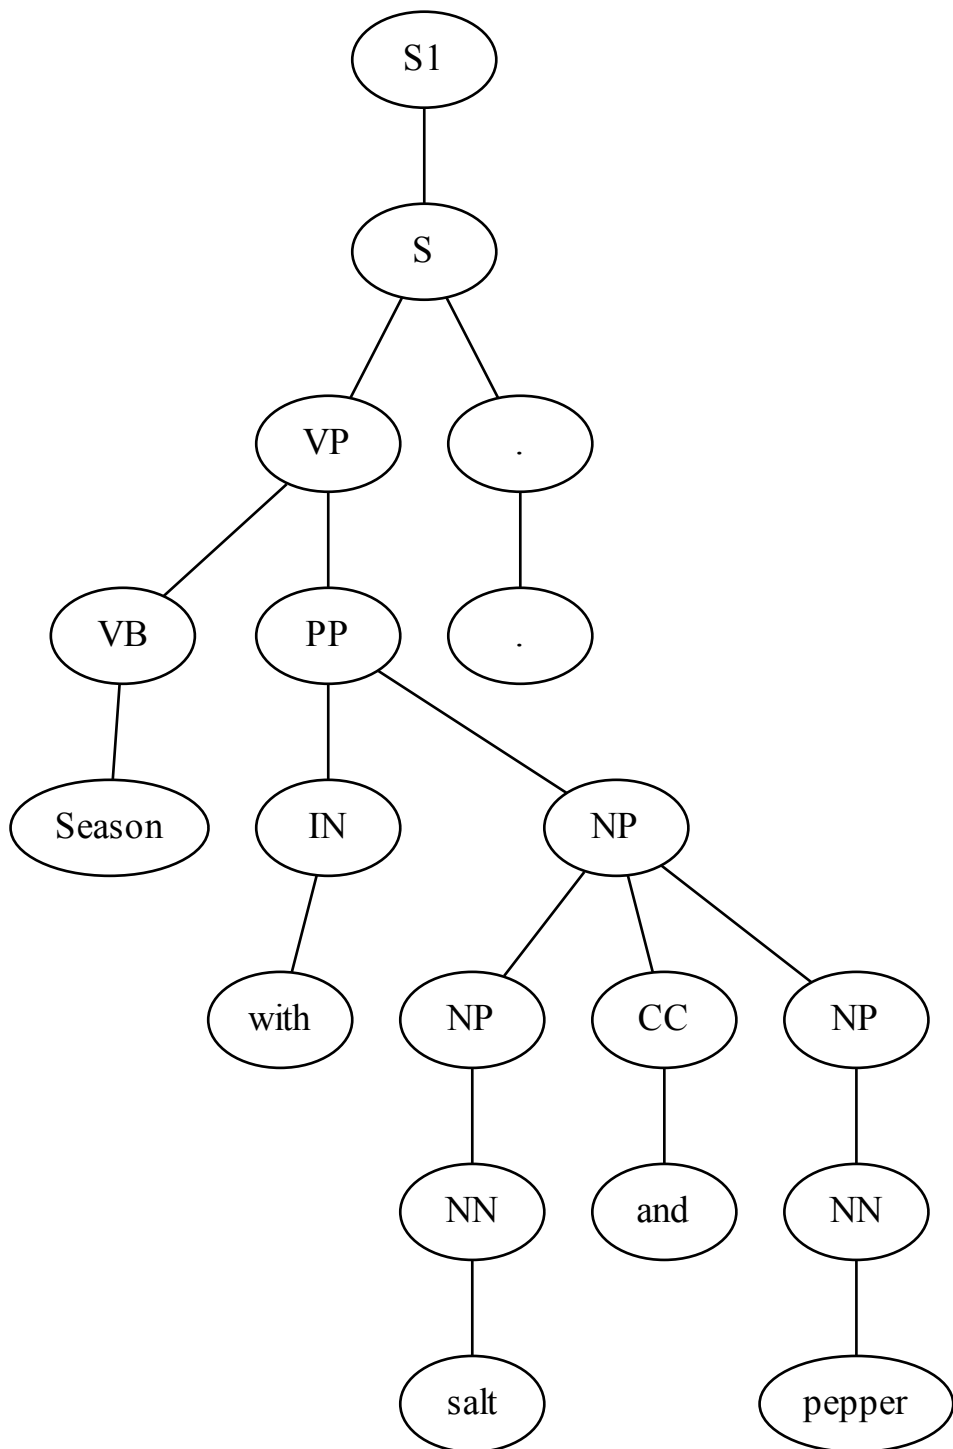 S1
S
VP .
VB PP .
Season IN NP
with NP CC NP
NN and NN
salt pepper